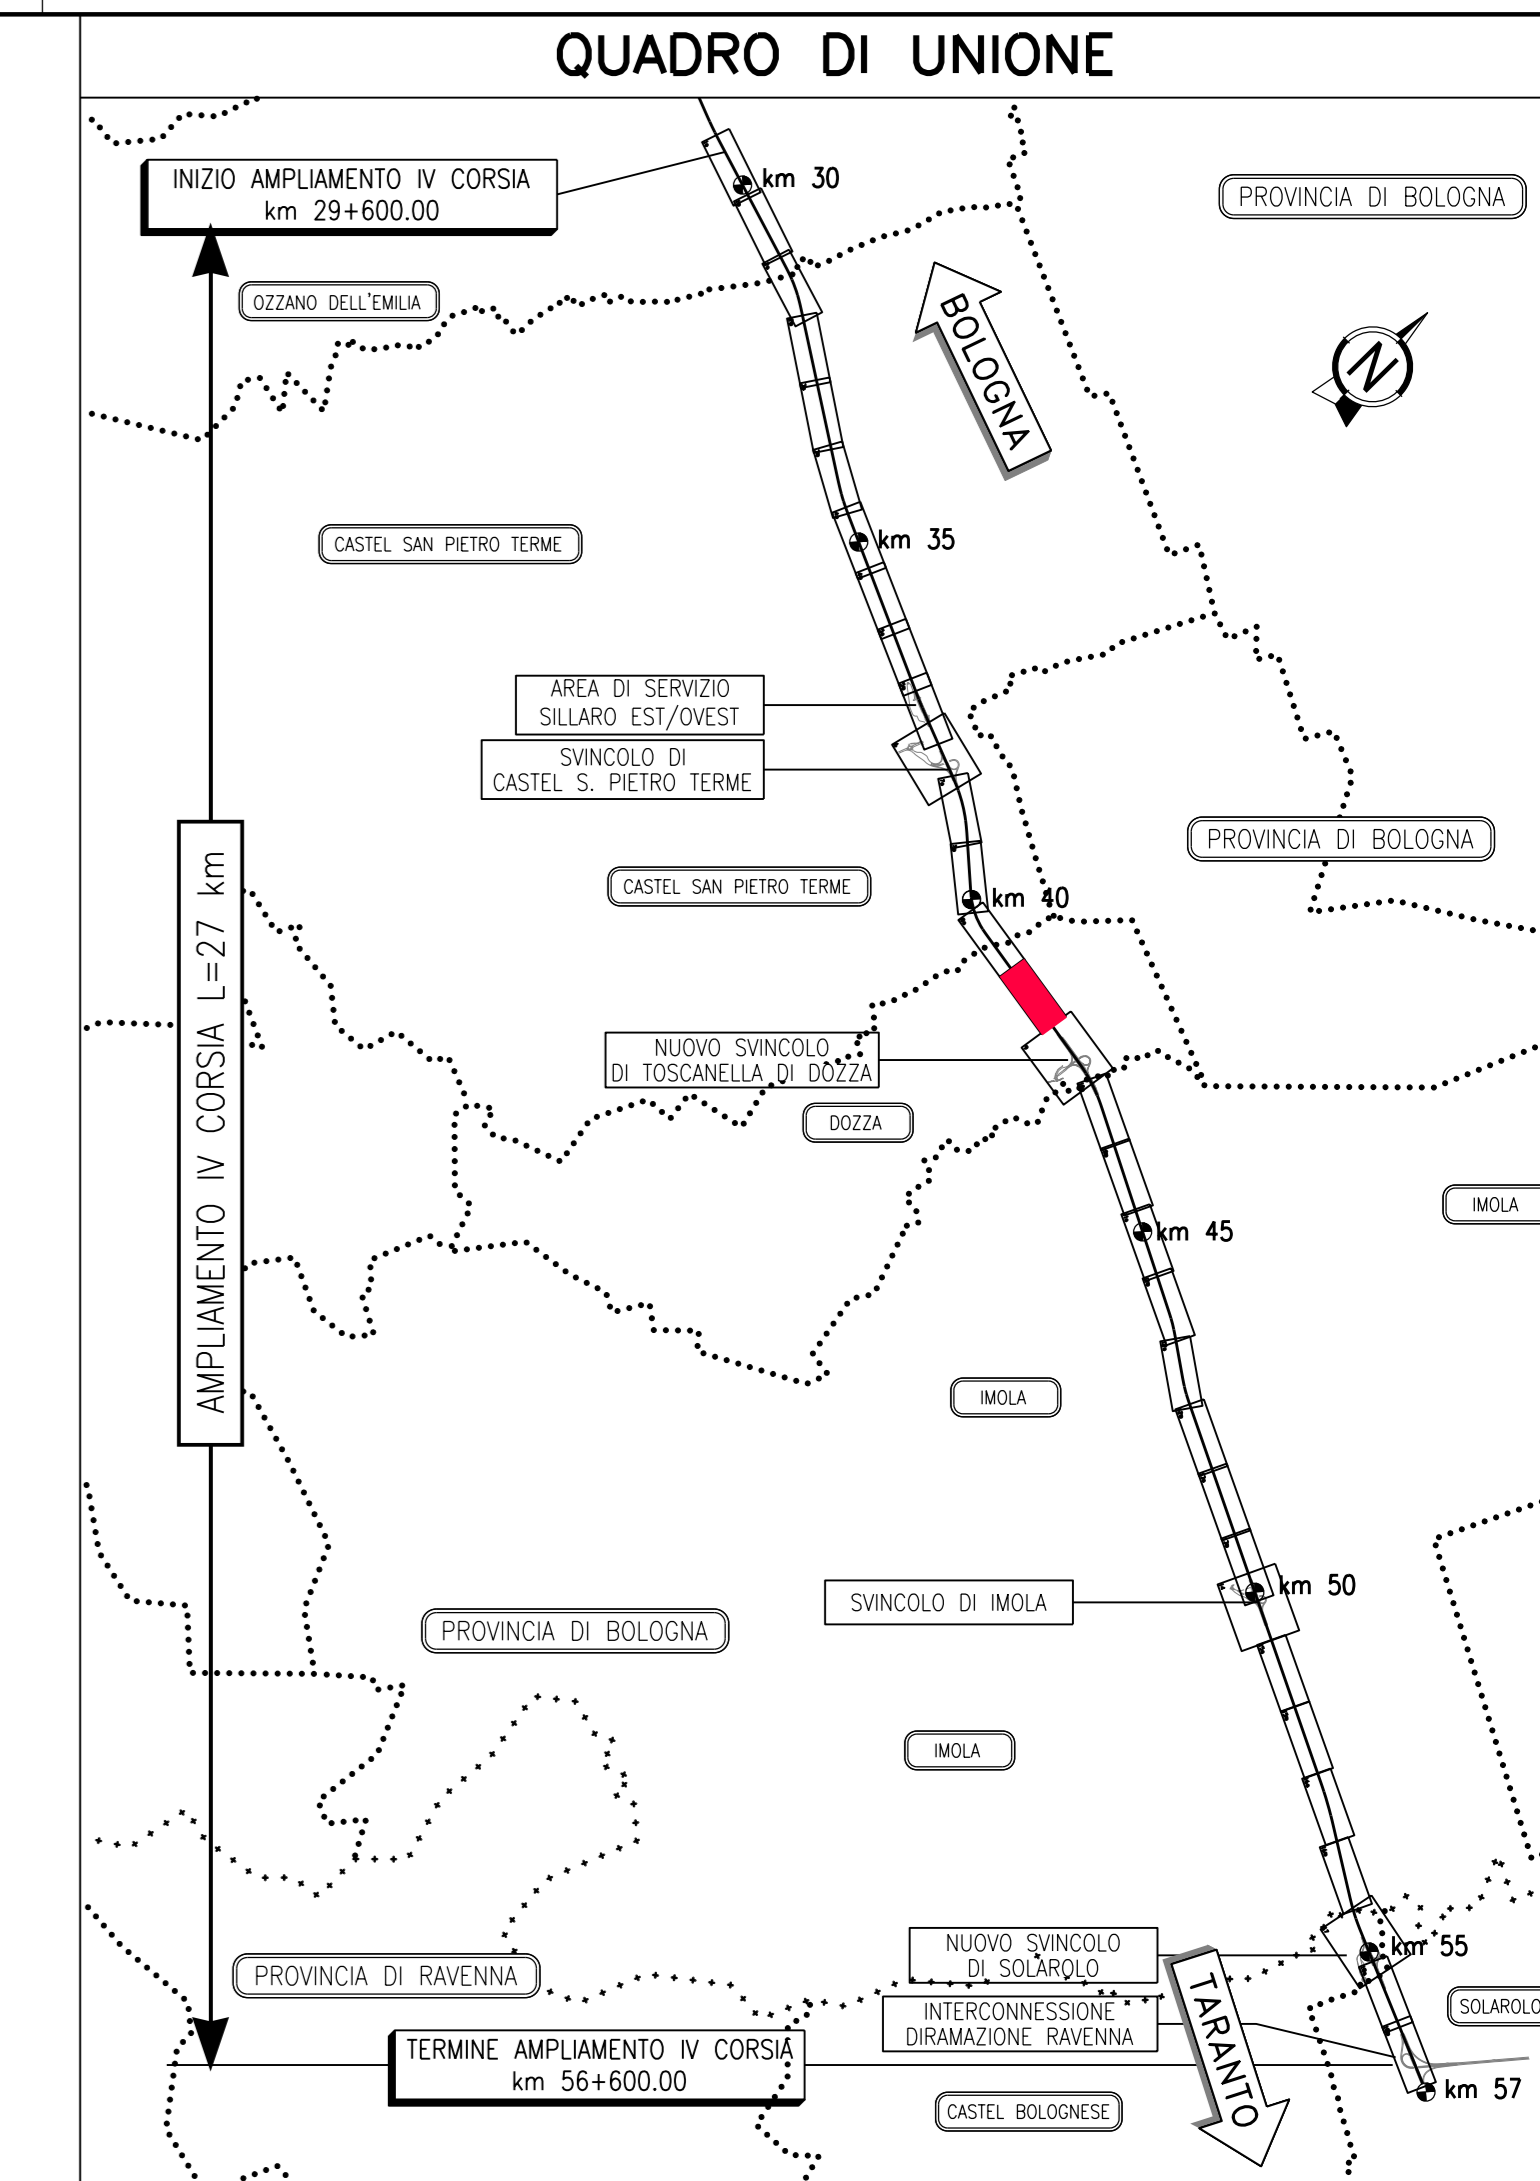 QUADRO DI UNIONE
INIZIO AMPLIAMENTO IV CORSIA
km 29+600.00
km 30
PROVINCIA DI BOLOGNA
OZZANO DELL'EMILIA
BOLOGNA
N
CASTEL SAN PIETRO TERME
km 35
AREA DI SERVIZIO
SILLARO EST/OVEST
SVINCOLO DI
CASTEL S. PIETRO TERME
PROVINCIA DI BOLOGNA
CASTEL SAN PIETRO TERME
km 40
AMPLIAMENTO IV CORSIA L=27 km
NUOVO SVINCOLO
DI TOSCANELLA DI DOZZA
DOZZA
IMOLA
km 45
IMOLA
km 50
SVINCOLO DI IMOLA
PROVINCIA DI BOLOGNA
IMOLA
NUOVO SVINCOLO
DI SOLAROLO
km 55
PROVINCIA DI RAVENNA
TARANTO
SOLAROLO
INTERCONNESSIONE
DIRAMAZIONE RAVENNA
TERMINE AMPLIAMENTO IV CORSIA
km 56+600.00
km 57
CASTEL BOLOGNESE